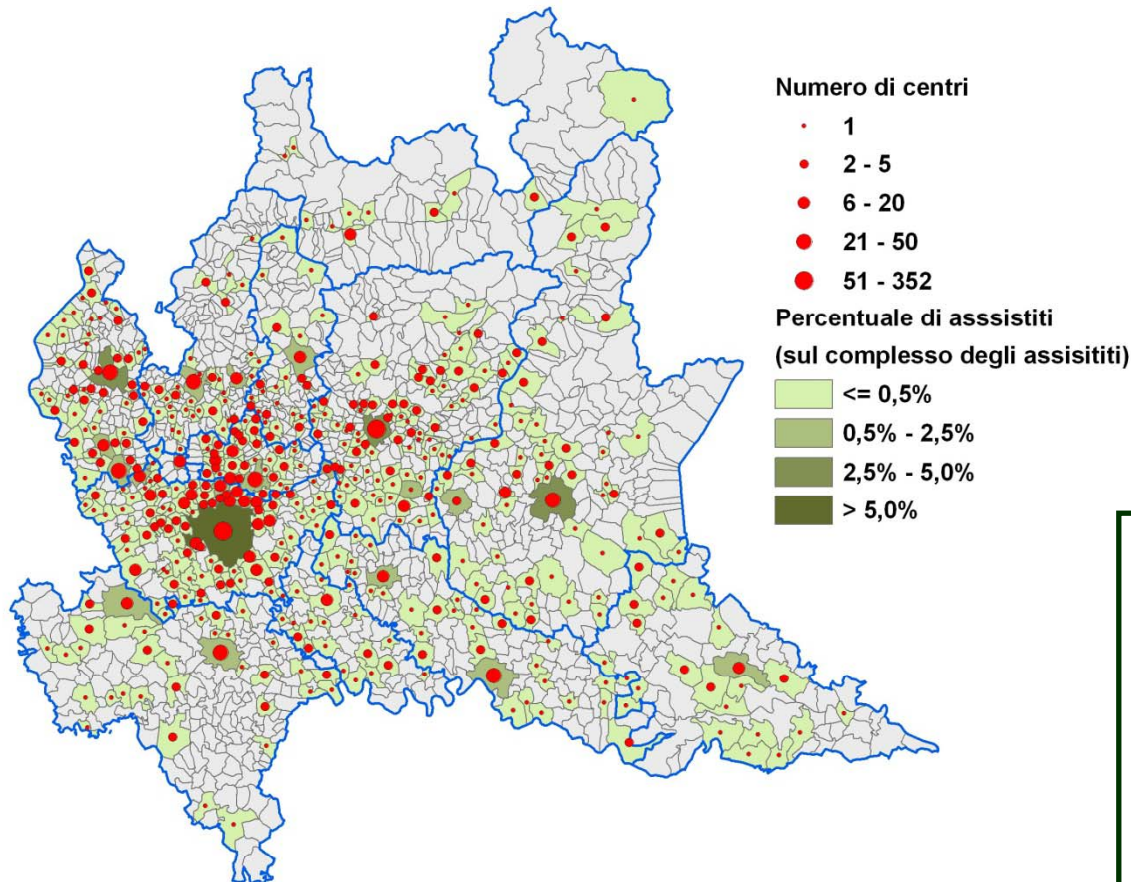 Numero di centri
1
2 - 5
6 - 20
21 - 50
51 - 352
Percentuale di asssistiti
(sul complesso degli assisititi)
<= 0,5%
0,5% - 2,5%
2,5% - 5,0%
> 5,0%